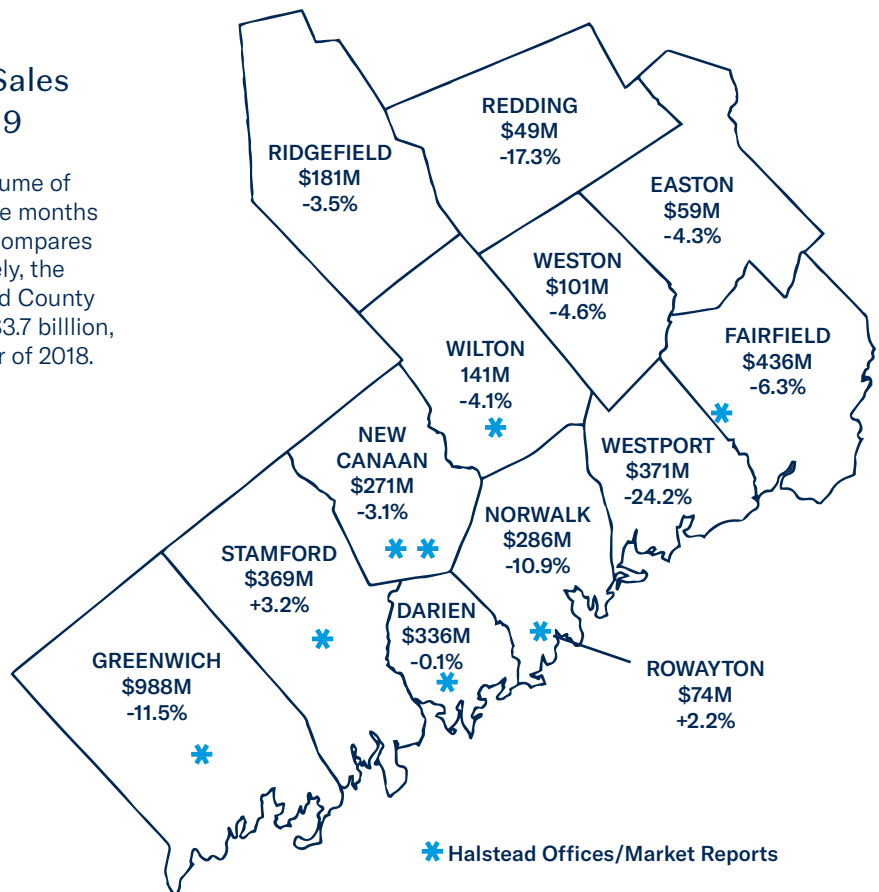 Sales
9
ume of
e months
ompares
ely, the
d County
$3.7 billlion,
r of 2018.
REDDING
$49M
-17.3%
RIDGEFIELD
$181M
-3.5%
EASTON
$59M
-4.3%
WESTON
$101M
-4.6%
FAIRFIELD
$436M
-6.3%
WILTON
141M
-4.1%
NEW
CANAAN
$271M
-3.1%
WESTPORT
$371M
-24.2%
NORWALK
$286M
-10.9%
STAMFORD
$369M
+3.2%
DARIEN
$336M
-0.1%
GREENWICH
$988M
-11.5%
ROWAYTON
$74M
+2.2%
Halstead Offices/Market Reports